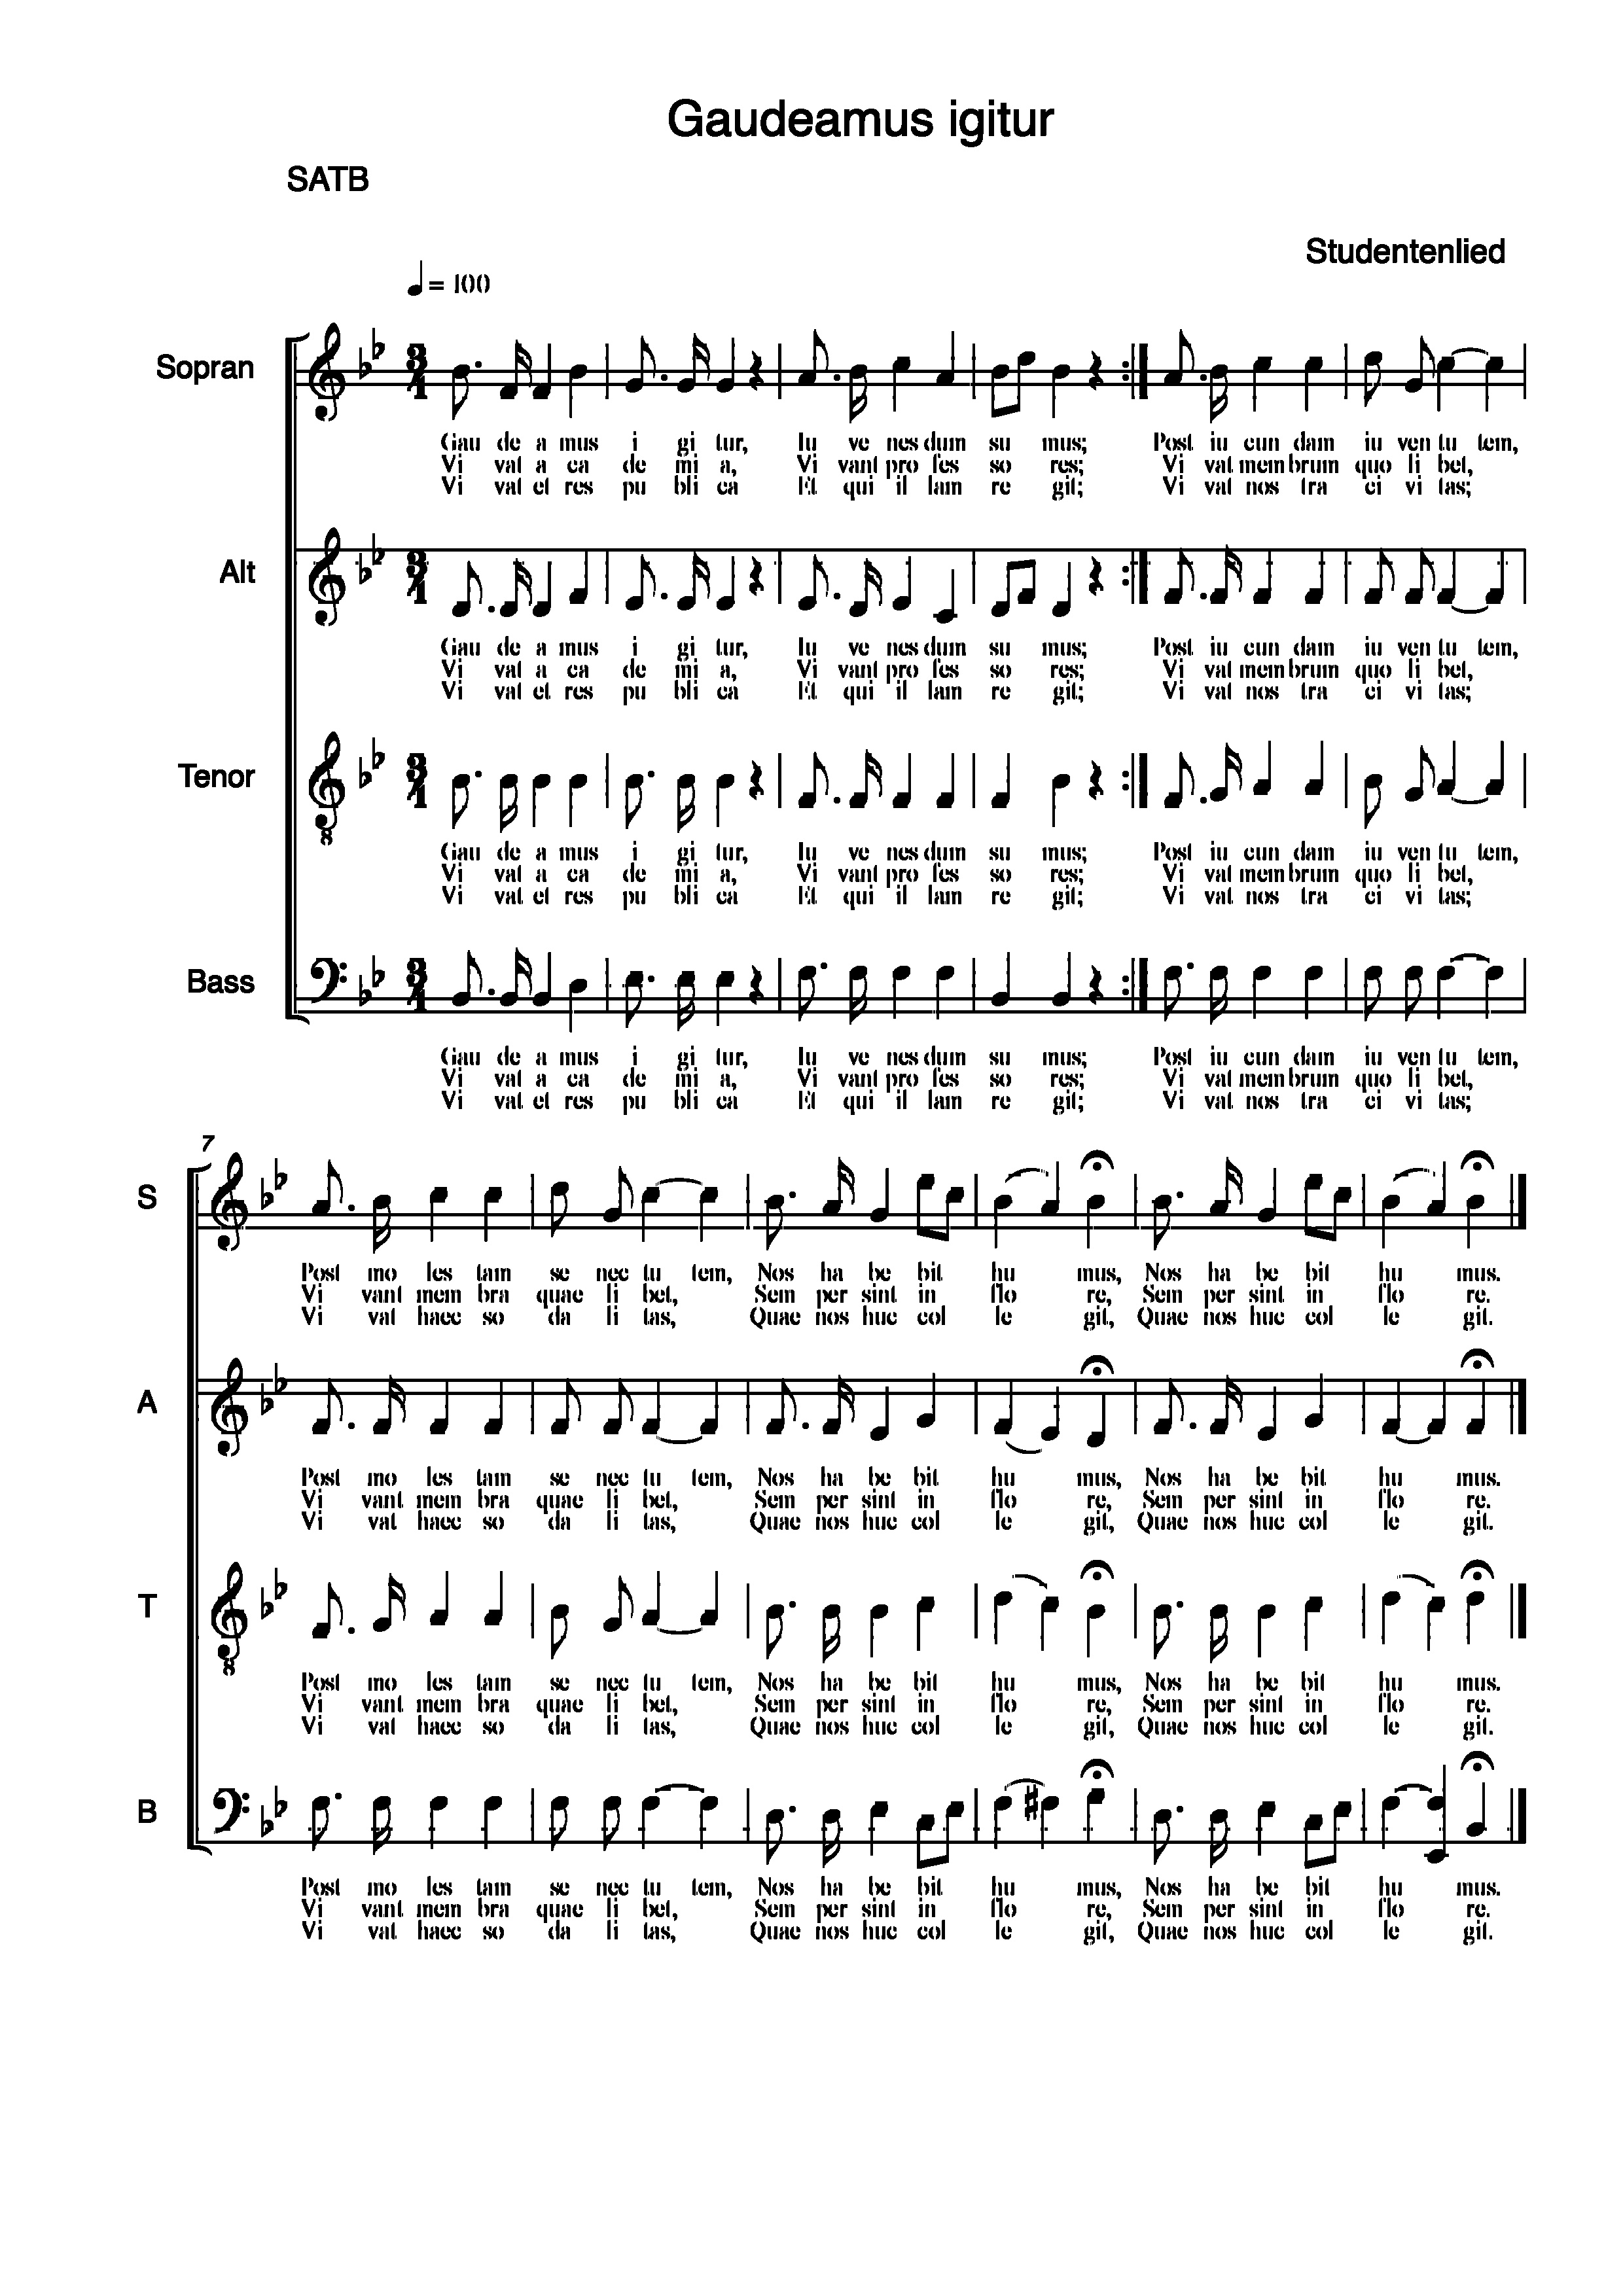 Gaudeamus igitur
SATB
Studentenlied
= 100
Sopran
Gau de a mus i gi tur, Iu ve nes dum su mus; Post iu cun dam iu ven tu tem,
Vi vat a ca de mi a, Vi vant pro fes so res; Vi vat mem brum quo li bet,
Vi vat et res pu bli ca Et qui il lam re git; Vi vat nos tra ci vi tas;
Alt
Gau de a mus i gi tur, Iu ve nes dum su mus; Post iu cun dam iu ven tu tem,
Vi vat a ca de mi a, Vi vant pro fes so res; Vi vat mem brum quo li bet,
Vi vat et res pu bli ca Et qui il lam re git; Vi vat nos tra ci vi tas;
Tenor
8
Gau de a mus i gi tur, Iu ve nes dum su mus; Post iu cun dam iu ven tu tem,
Vi vat a ca de mi a, Vi vant pro fes so res; Vi vat mem brum quo li bet,
Vi vat et res pu bli ca Et qui il lam re git; Vi vat nos tra ci vi tas;
Bass
Gau de a mus i gi tur, Iu ve nes dum su mus; Post iu cun dam iu ven tu tem,
Vi vat a ca de mi a, Vi vant pro fes so res; Vi vat mem brum quo li bet,
Vi vat et res pu bli ca Et qui il lam re git; Vi vat nos tra ci vi tas;
7
S
Post mo les tam se nec tu tem, Nos ha be bit hu mus, Nos ha be bit hu mus.
Vi vant mem bra quae li bet, Sem per sint in flo re, Sem per sint in flo re.
Vi vat haec so da li tas, Quae nos huc col le git, Quae nos huc col le git.
A
Post mo les tam se nec tu tem, Nos ha be bit hu mus, Nos ha be bit hu mus.
Vi vant mem bra quae li bet, Sem per sint in flo re, Sem per sint in flo re.
Vi vat haec so da li tas, Quae nos huc col le git, Quae nos huc col le git.
T
8
Post mo les tam se nec tu tem, Nos ha be bit hu mus, Nos ha be bit hu mus.
Vi vant mem bra quae li bet, Sem per sint in flo re, Sem per sint in flo re.
Vi vat haec so da li tas, Quae nos huc col le git, Quae nos huc col le git.
B
Post mo les tam se nec tu tem, Nos ha be bit hu mus, Nos ha be bit hu mus.
Vi vant mem bra quae li bet, Sem per sint in flo re, Sem per sint in flo re.
Vi vat haec so da li tas, Quae nos huc col le git, Quae nos huc col le git.